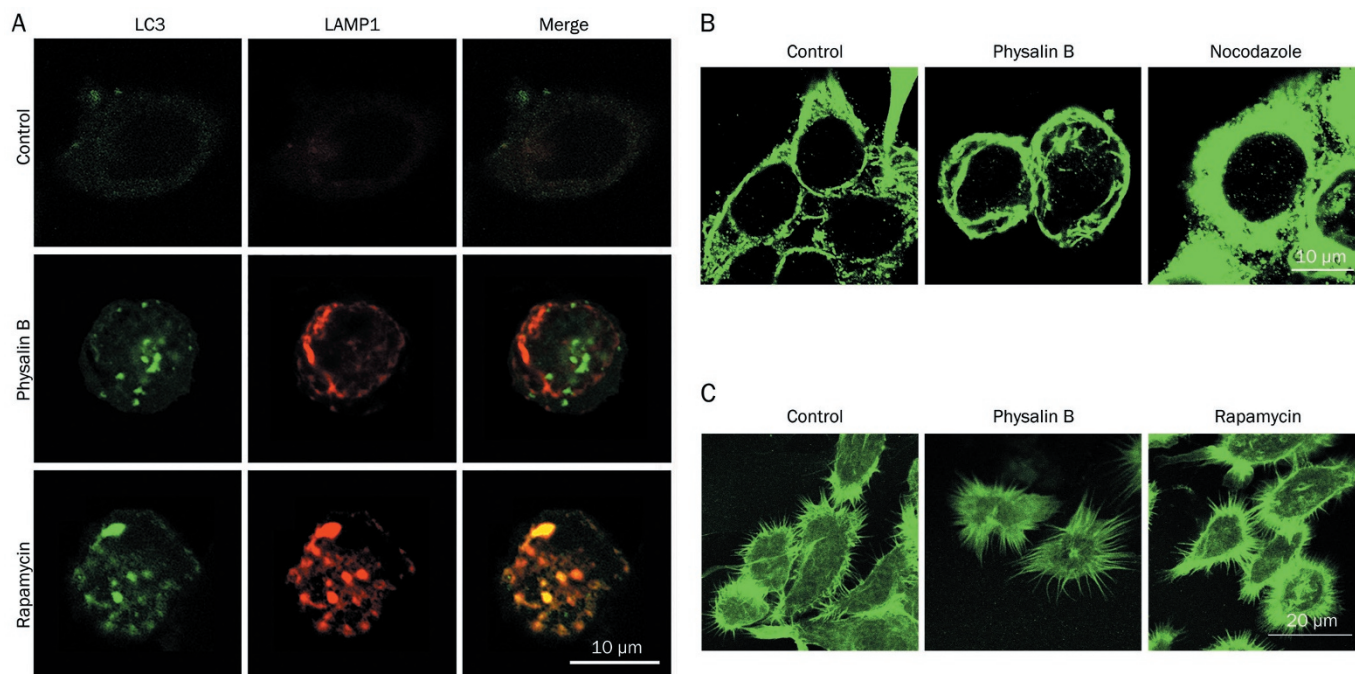 A
LC3 LAMP1 Merge
Control
Physalin B
Rapamycin
10 μm
B
Control Physalin B Nocodazole
10 μm
C
Control Physalin B Rapamycin
20 μm